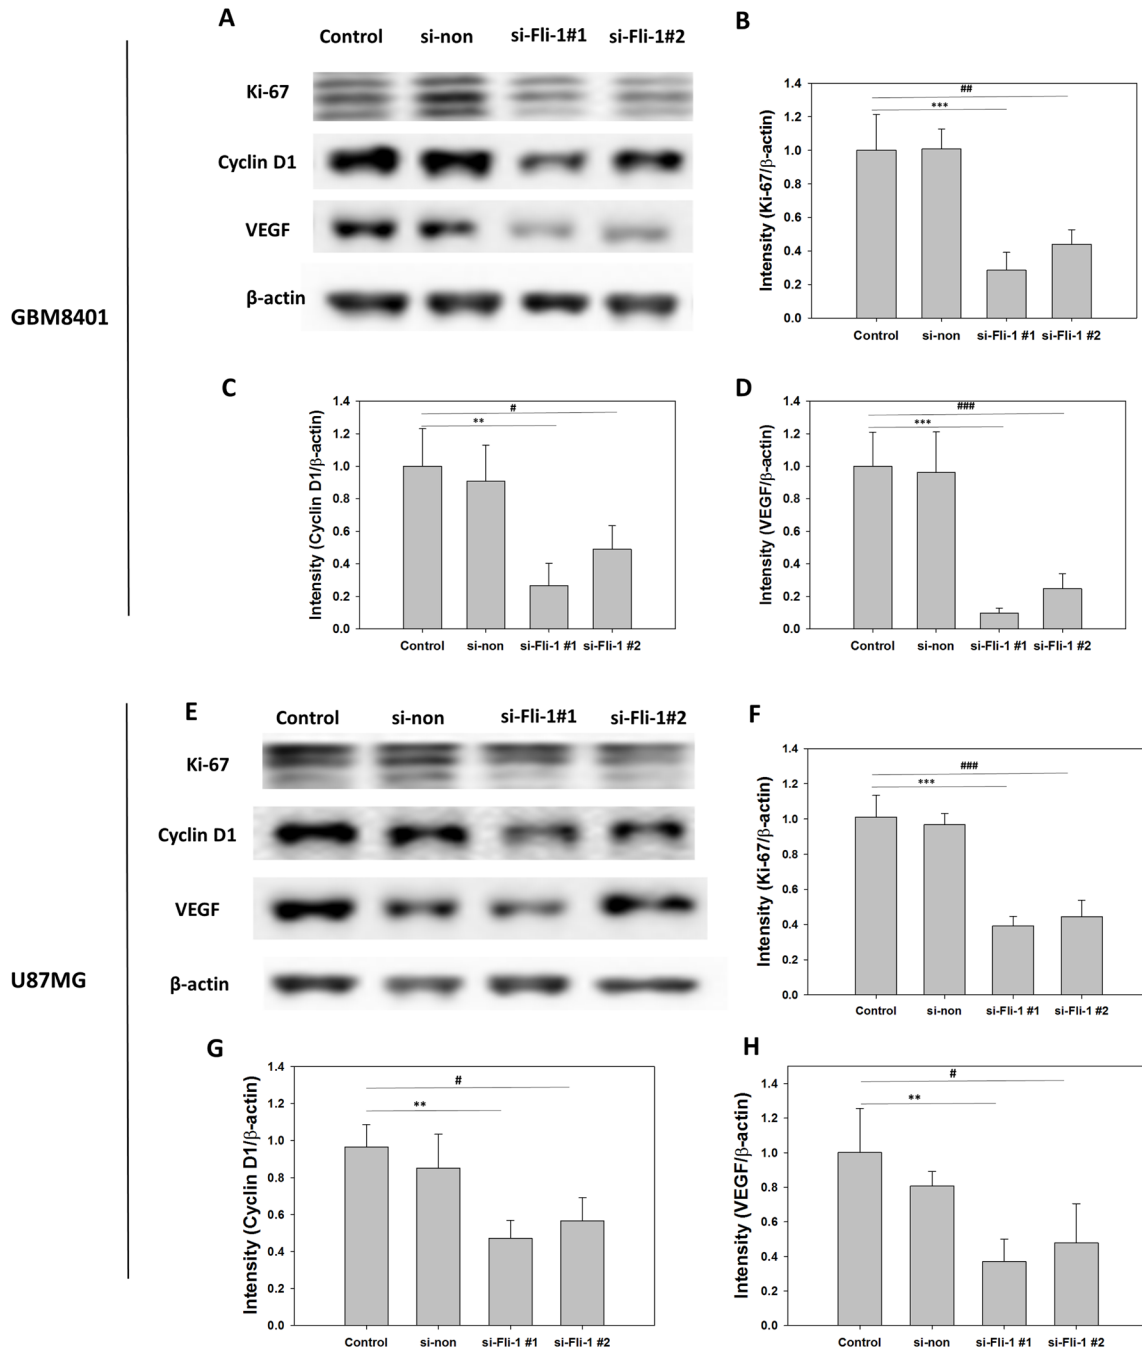 A
Control si-non si-Fli-1#1 si-Fli-1#2
Ki-67
Cyclin D1
VEGF
β-actin
GBM8401
B
Intensity (Ki-67/β-actin)
1.4
1.2
1.0
0.8
0.6
0.4
0.2
0.0
##
***
Control si-non si-Fli-1 #1 si-Fli-1 #2
C
Intensity (Cyclin D1/β-actin)
1.4
1.2
1.0
0.8
0.6
0.4
0.2
0.0
#
**
Control si-non si-Fli-1 #1 si-Fli-1 #2
D
Intensity (VEGF/β-actin)
1.4
1.2
1.0
0.8
0.6
0.4
0.2
0.0
###
***
Control si-non si-Fli-1 #1 si-Fli-1 #2
E
Control si-non si-Fli-1#1 si-Fli-1#2
Ki-67
Cyclin D1
VEGF
β-actin
U87MG
F
Intensity (Ki-67/β-actin)
1.4
1.2
1.0
0.8
0.6
0.4
0.2
0.0
###
***
Control si-non si-Fli-1 #1 si-Fli-1 #2
G
Intensity (Cyclin D1/β-actin)
1.4
1.2
1.0
0.8
0.6
0.4
0.2
0.0
#
**
Control si-non si-Fli-1 #1 si-Fli-1 #2
H
Intensity (VEGF/β-actin)
1.4
1.2
1.0
0.8
0.6
0.4
0.2
0.0
#
**
Control si-non si-Fli-1 #1 si-Fli-1 #2